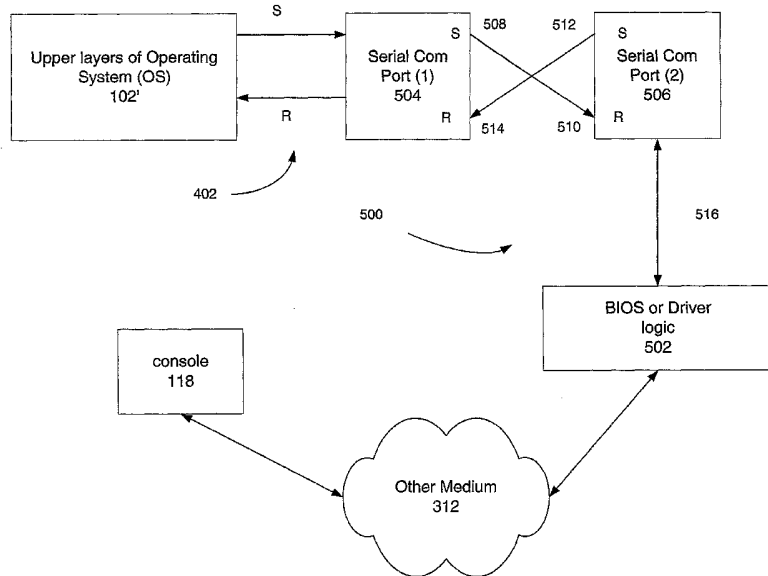 S
Upper layers of Operating
System (OS)
102'
R
402
Serial Com
Port (1)
504
S
R
508
512
514
510
S
Serial Com
Port (2)
506
R
500
516
BIOS or Driver
logic
502
console
118
Other Medium
312